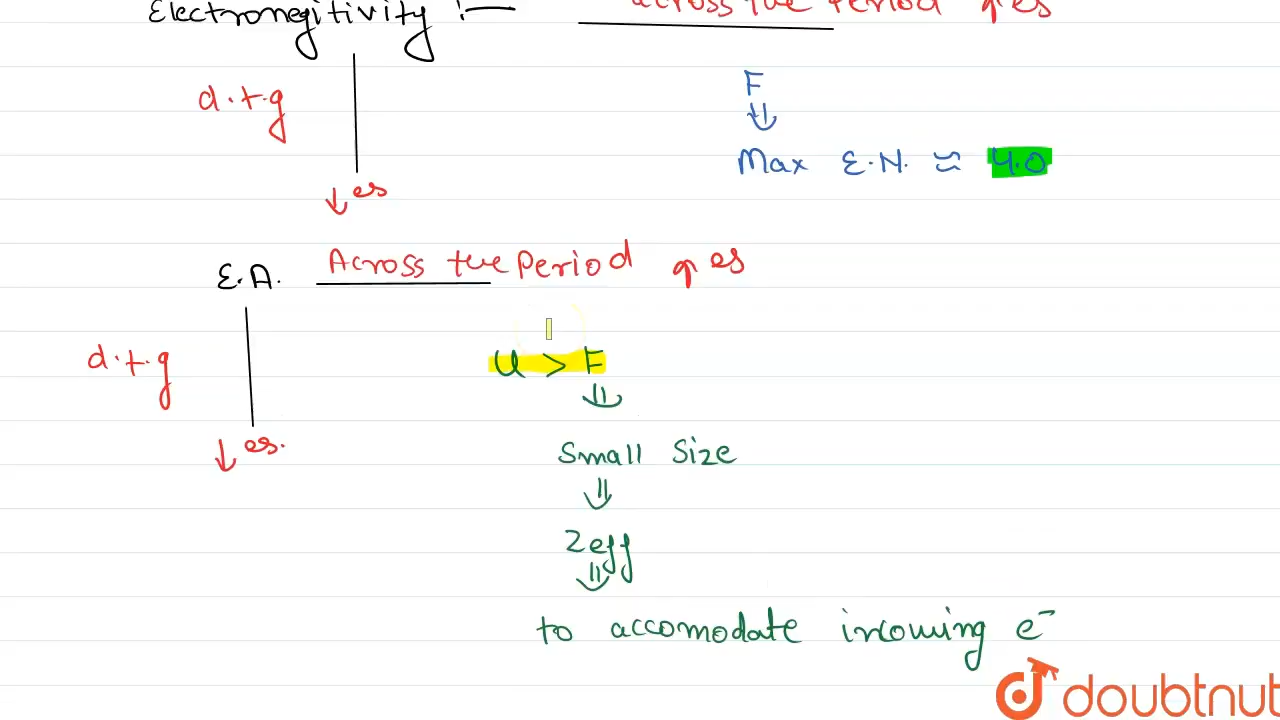 Electronegitivity :— across the Period ↑es
d.t.g
F
⇓
Max E.N. ≈ 4.0
↓es
E.A. Across the Period ↑es
d.t.g
Cl > F
⇓
↓es.
Small Size
⇓
Zeff
⇓
to accomodate incoming e⁻
doubtnut